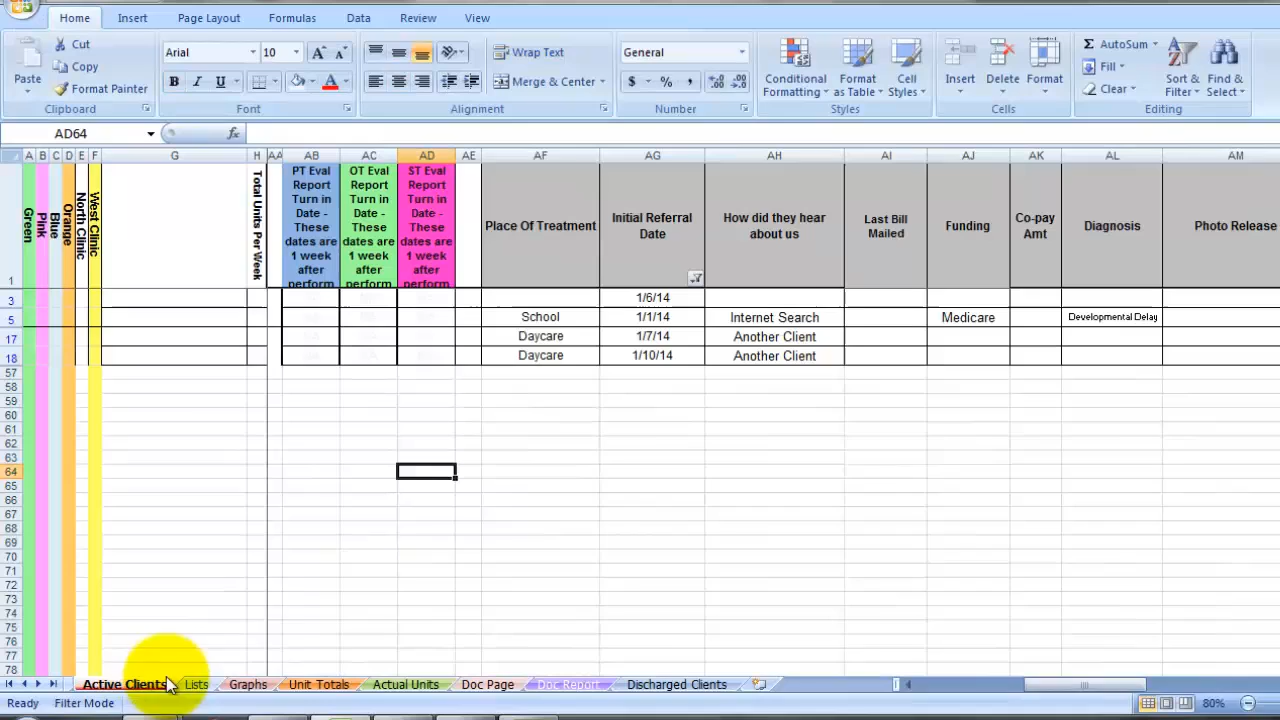 Home Insert Page Layout Formulas Data Review View
Cut
Copy
Format Painter
Paste
Clipboard
Arial 10
B I U
Font
Wrap Text
Merge & Center
Alignment
General
$ % ,
Number
Conditional Formatting
Format as Table
Cell Styles
Styles
Insert
Delete
Format
Cells
AutoSum
Fill
Clear
Sort & Filter
Find & Select
Editing
AD64 fx
A B C D E F G H AA AB AC AD AE AF AG AH AI AJ AK AL AM
1
Green
Pink
Blue
Orange
North Clinic
West Clinic
Total Units Per Week
PT Eval Report Turn in Date - These dates are 1 week after perform
OT Eval Report Turn in Date - These dates are 1 week after perform
ST Eval Report Turn in Date - These dates are 1 week after perform
Place Of Treatment
Initial Referral Date
How did they hear about us
Last Bill Mailed
Funding
Co-pay Amt
Diagnosis
Photo Release
3 1/6/14
5 School 1/1/14 Internet Search Medicare Developmental Delay
17 Daycare 1/7/14 Another Client
18 Daycare 1/10/14 Another Client
57
58
59
60
61
62
63
64
65
66
67
68
69
70
71
72
73
74
75
76
77
78
Active Clients Lists Graphs Unit Totals Actual Units Doc Page Doc Report Discharged Clients
Ready Filter Mode 80%